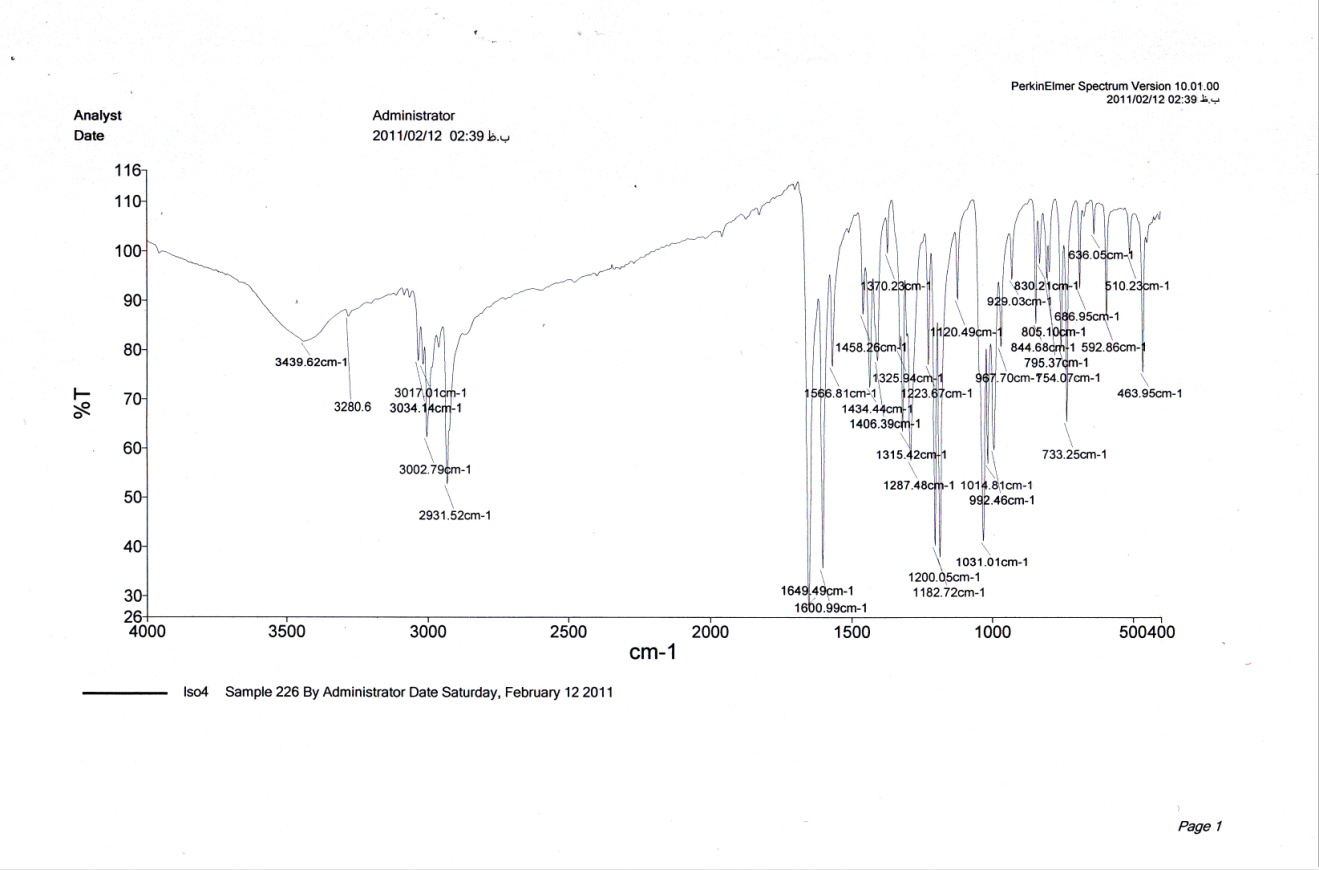 PerkinElmer Spectrum Version 10.01.00
2011/02/12 02:39 ب.ظ
Analyst Administrator
Date 2011/02/12 02:39 ب.ظ
116
110
100
90
80
70
60
50
40
30
26
%T
4000 3500 3000 2500 2000 1500 1000 500 400
cm-1
3439.62cm-1
3280.6
3017.01cm-1
3034.14cm-1
3002.79cm-1
2931.52cm-1
1649.49cm-1
1600.99cm-1
1566.81cm-1
1458.26cm-1
1370.23cm-1
1434.44cm-1
1406.39cm-1
1325.94cm-1
1315.42cm-1
1287.48cm-1
1223.67cm-1
1200.05cm-1
1182.72cm-1
1120.49cm-1
1031.01cm-1
1014.81cm-1
992.46cm-1
967.70cm-1
929.03cm-1
830.21cm-1
805.10cm-1
844.68cm-1
795.37cm-1
754.07cm-1
733.25cm-1
686.95cm-1
636.05cm-1
592.86cm-1
510.23cm-1
463.95cm-1
Iso4 Sample 226 By Administrator Date Saturday, February 12 2011
Page 1